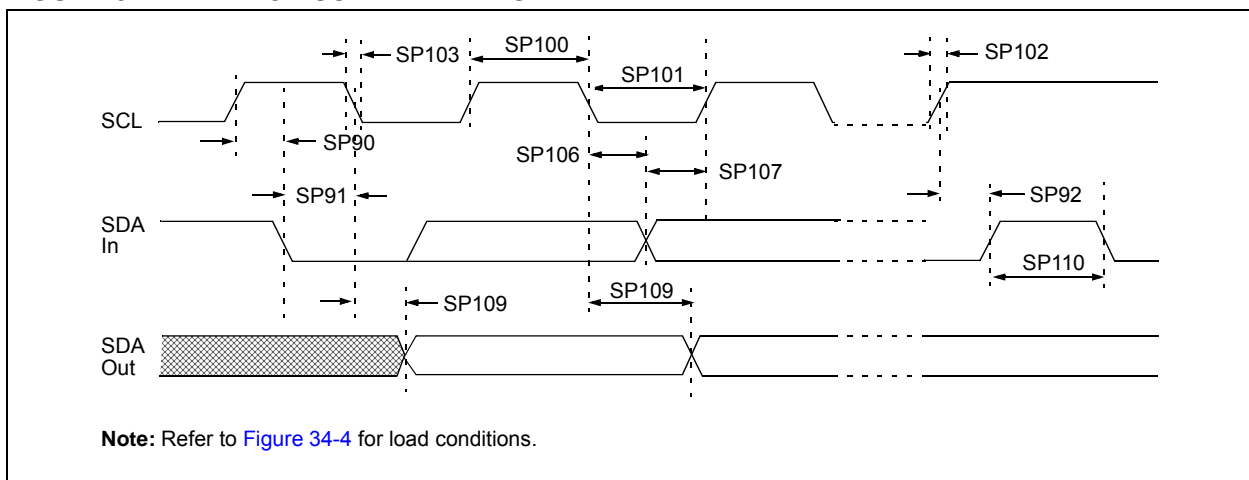 SP103
SP100
SP101
SP102
SCL
SP90
SP106
SP107
SP91
SP92
SDA
In
SP110
SP109
SP109
SDA
Out
Note: Refer to Figure 34-4 for load conditions.